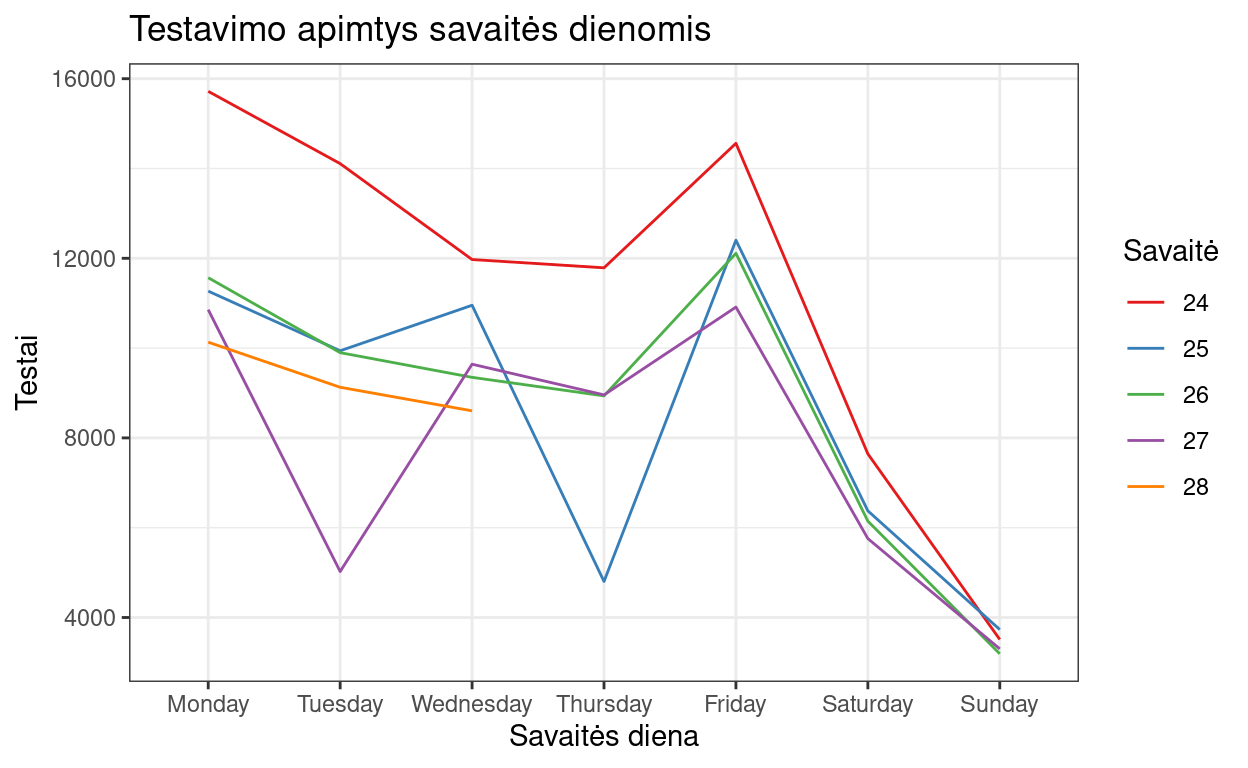 Testavimo apimtys savaitės dienomis
16000
12000
8000
4000
Testai
Monday Tuesday Wednesday Thursday Friday Saturday Sunday
Savaitės diena
Savaitė
24
25
26
27
28